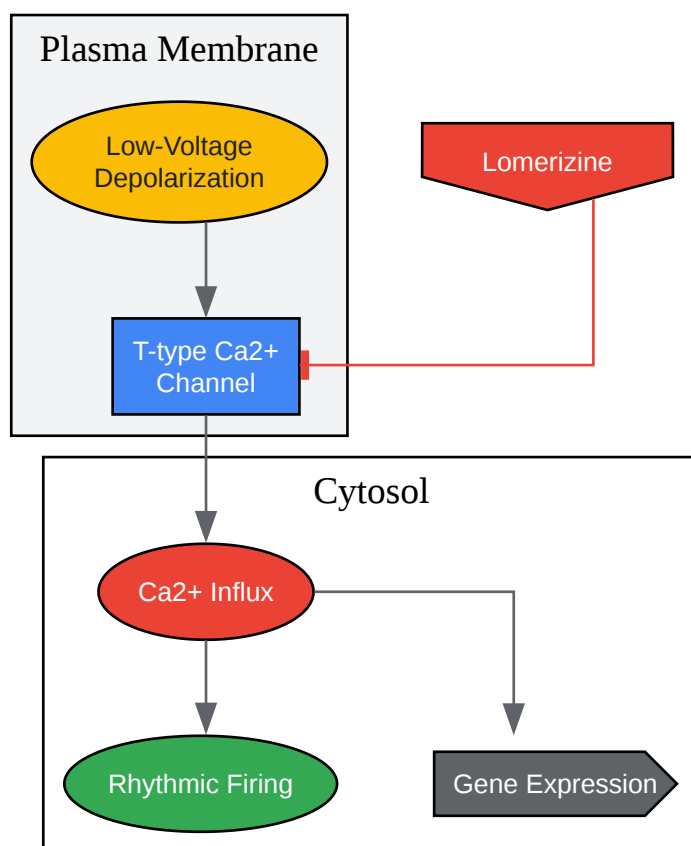 Plasma Membrane
Low-Voltage
Depolarization
Lomerizine
T-type Ca2+
Channel
Cytosol
Ca2+ Influx
Rhythmic Firing
Gene Expression